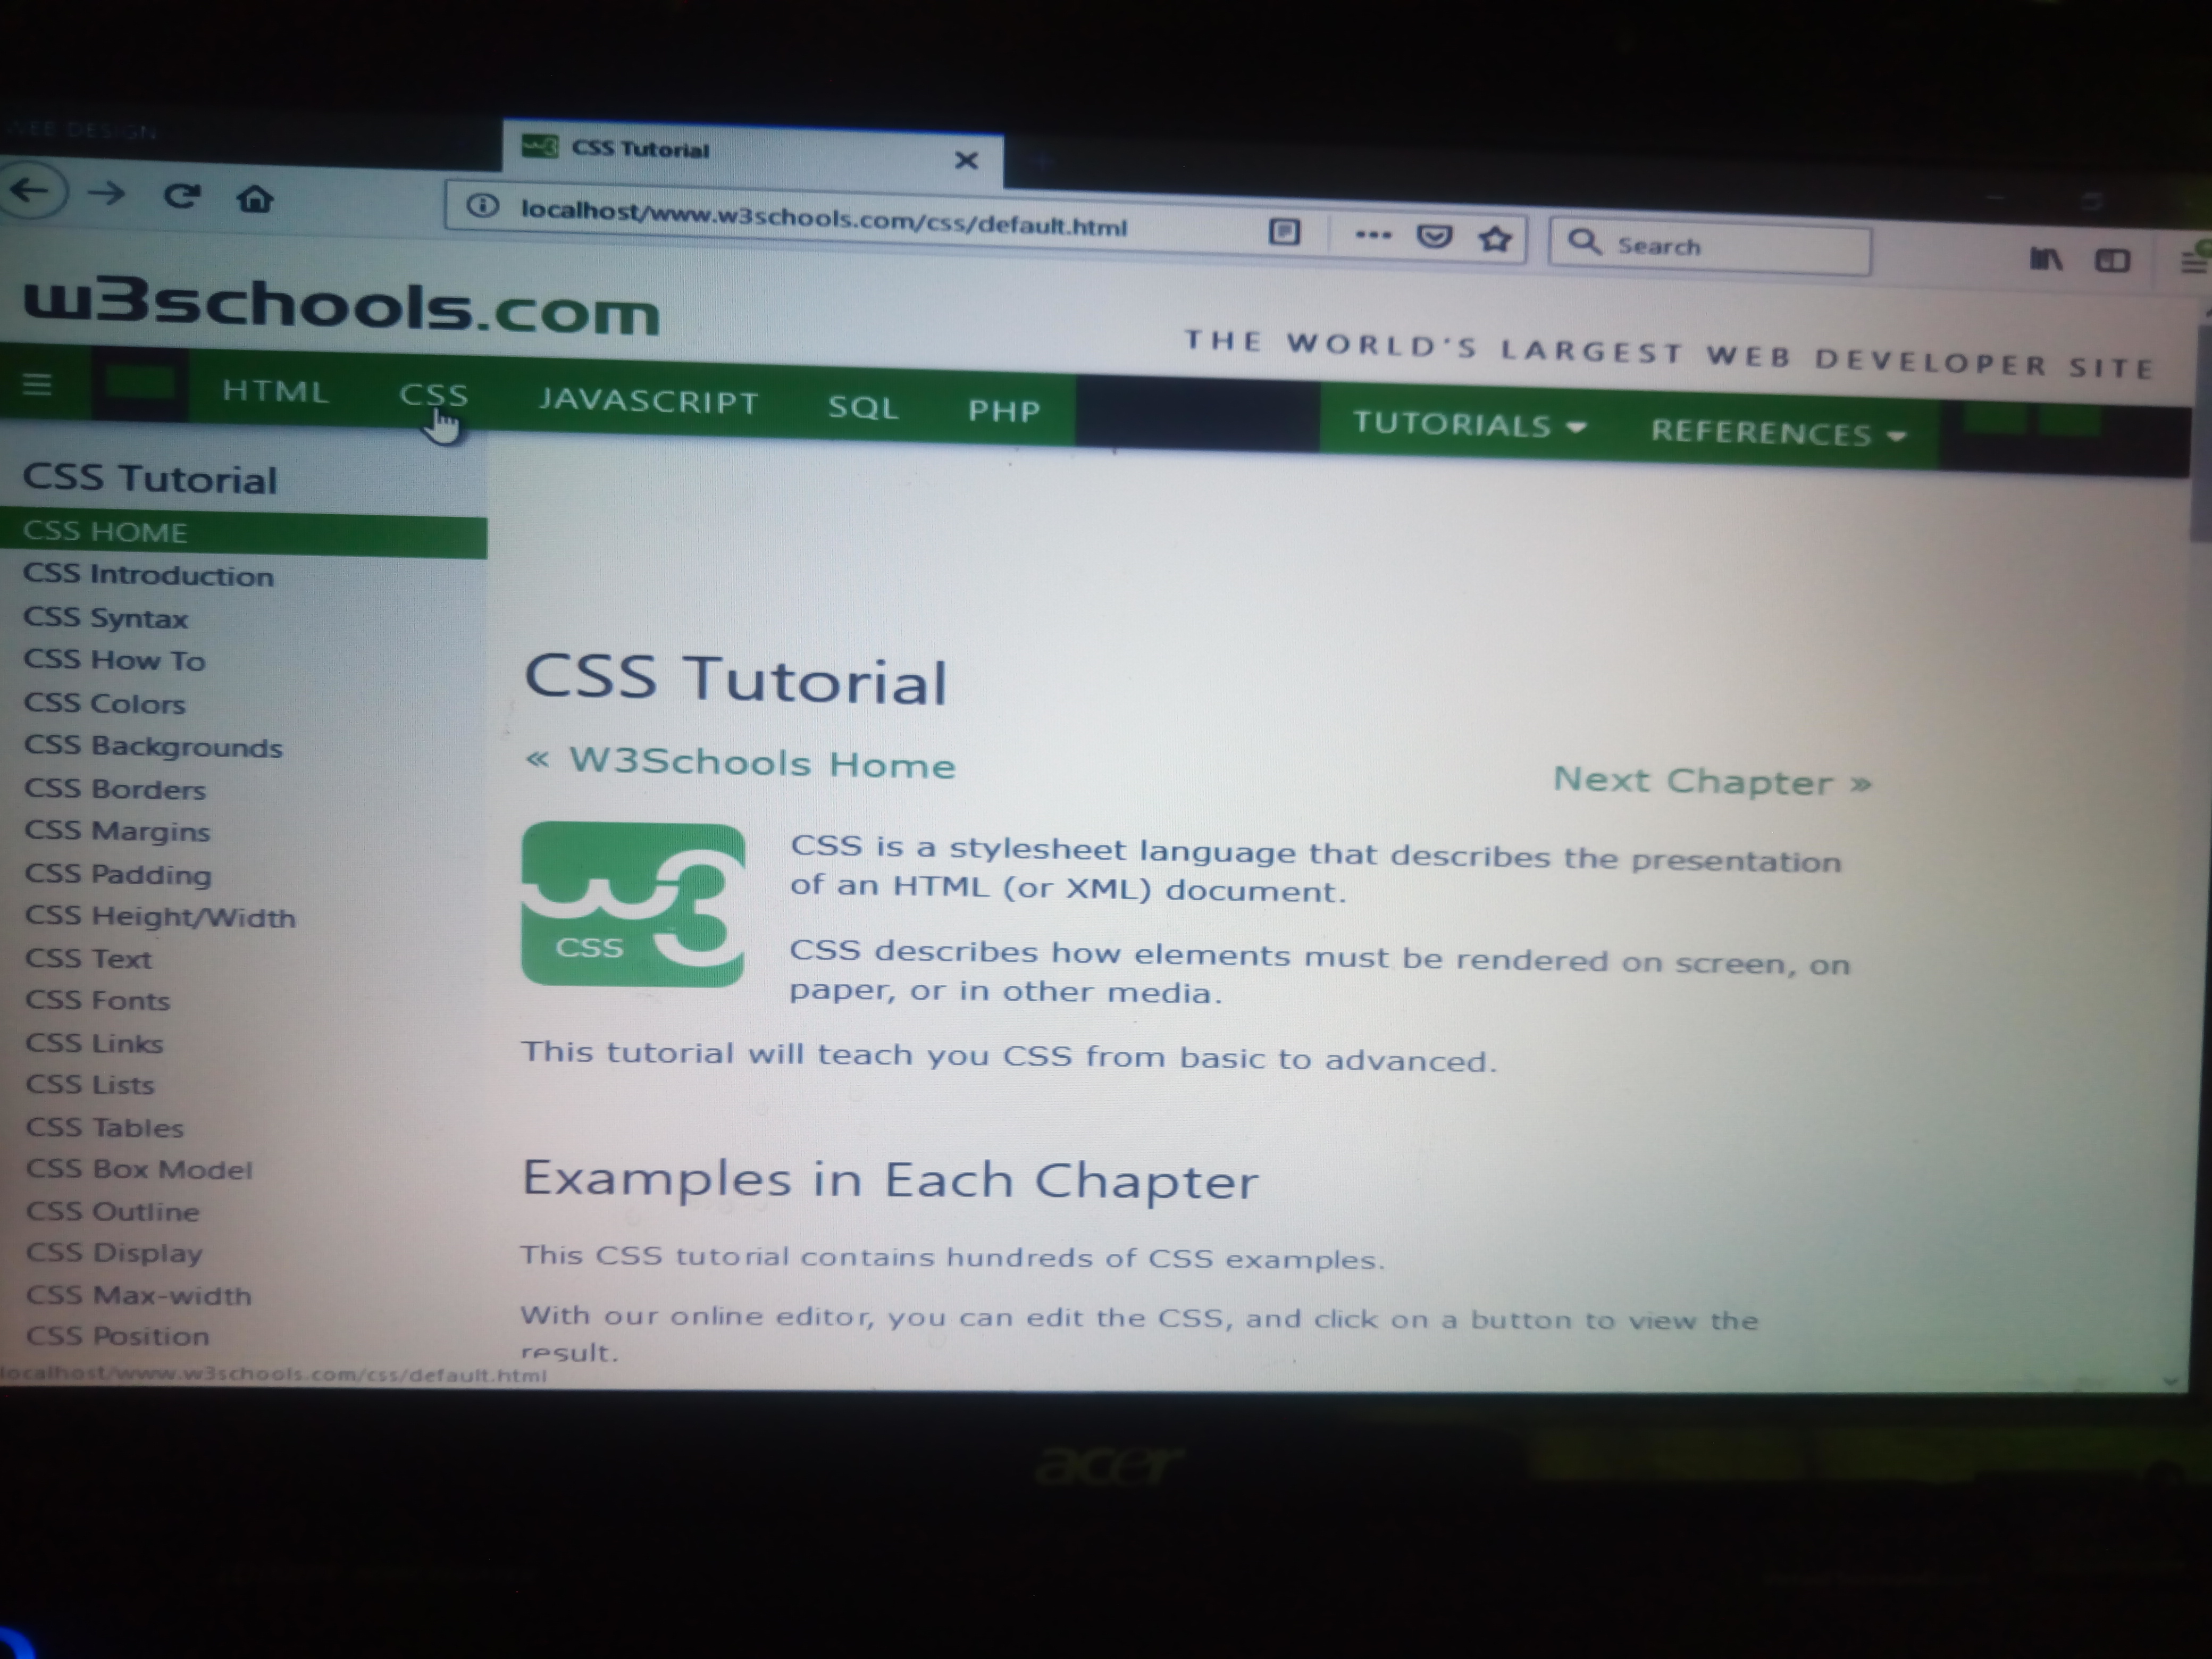 WEB DESIGN
CSS Tutorial
localhost/www.w3schools.com/css/default.html
Search
w3schools.com
THE WORLD'S LARGEST WEB DEVELOPER SITE
HTML CSS JAVASCRIPT SQL PHP TUTORIALS REFERENCES
CSS Tutorial
CSS HOME
CSS Introduction
CSS Syntax
CSS How To
CSS Colors
CSS Backgrounds
CSS Borders
CSS Margins
CSS Padding
CSS Height/Width
CSS Text
CSS Fonts
CSS Links
CSS Lists
CSS Tables
CSS Box Model
CSS Outline
CSS Display
CSS Max-width
CSS Position
CSS Tutorial
« W3Schools Home
Next Chapter »
w3 CSS
CSS is a stylesheet language that describes the presentation
of an HTML (or XML) document.
CSS describes how elements must be rendered on screen, on
paper, or in other media.
This tutorial will teach you CSS from basic to advanced.
Examples in Each Chapter
This CSS tutorial contains hundreds of CSS examples.
With our online editor, you can edit the CSS, and click on a button to view the
result.
localhost/www.w3schools.com/css/default.html
acer